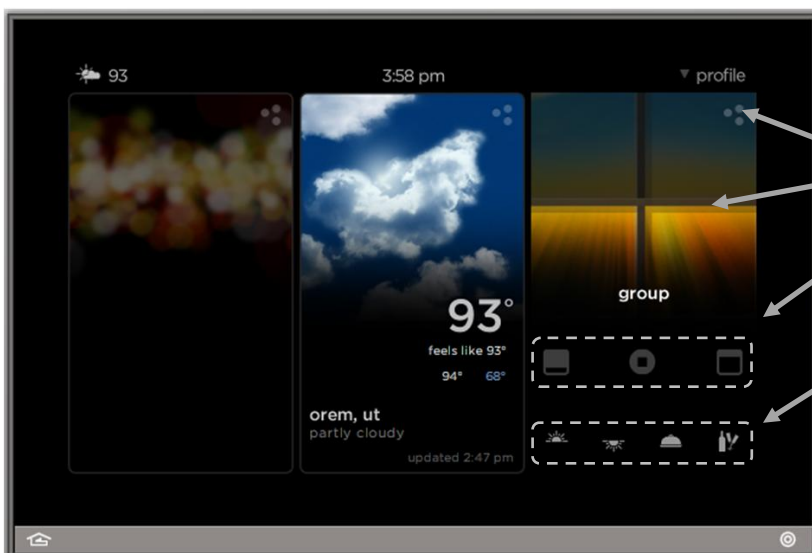 93
3:58 pm
▼ profile
group
93°
feels like 93°
94° 68°
orem, ut
partly cloudy
updated 2:47 pm